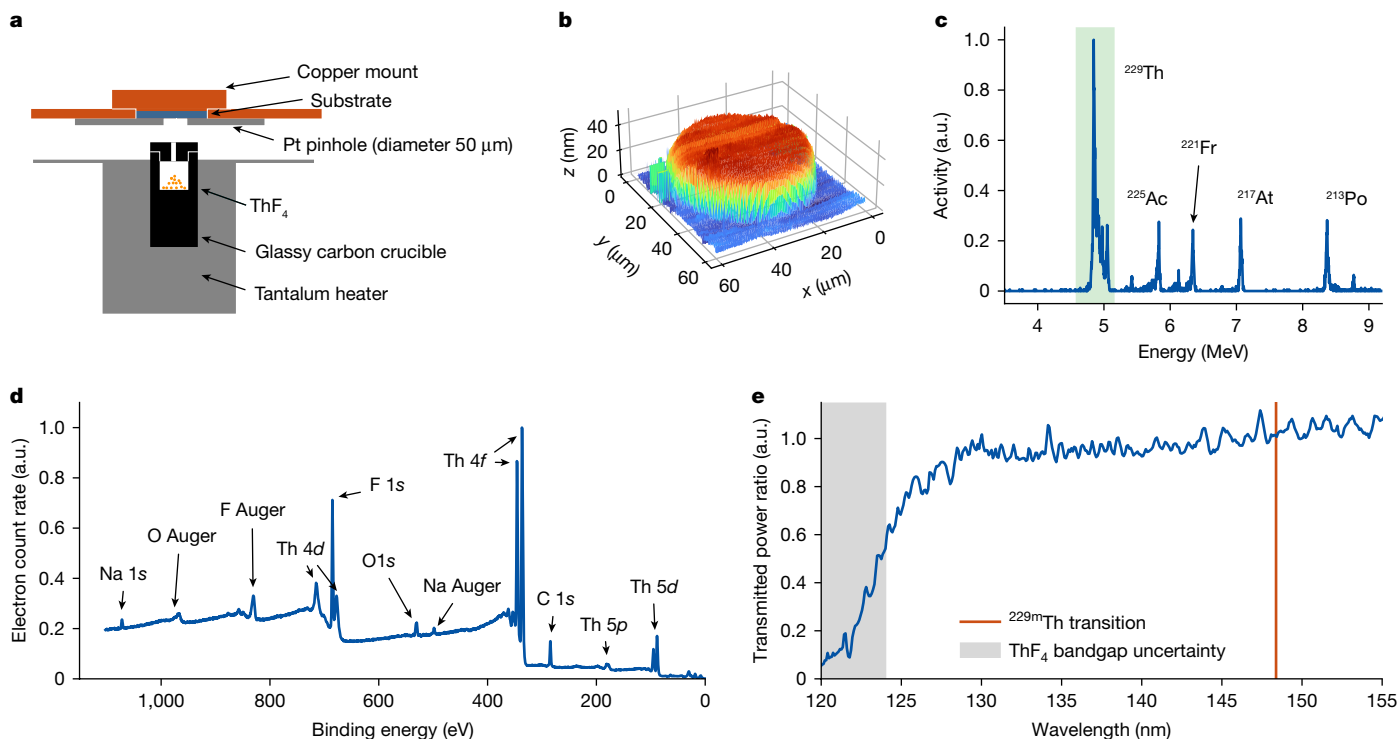 a
Copper mount
Substrate
Pt pinhole (diameter 50 μm)
ThF4
Glassy carbon crucible
Tantalum heater
b
z (nm)
40
20
0
0
20
40
60
y (μm)
60
40
20
0
x (μm)
c
Activity (a.u.)
1.0
0.8
0.6
0.4
0.2
0
229Th
225Ac
221Fr
217At
213Po
4 5 6 7 8 9
Energy (MeV)
d
Electron count rate (a.u.)
1.0
0.8
0.6
0.4
0.2
0
Na 1s
O Auger
F Auger
Th 4d
F 1s
O1s
Na Auger
Th 4f
C 1s
Th 5p
Th 5d
1,000 800 600 400 200 0
Binding energy (eV)
e
Transmitted power ratio (a.u.)
1.0
0.8
0.6
0.4
0.2
0
229mTh transition
ThF4 bandgap uncertainty
120 125 130 135 140 145 150 155
Wavelength (nm)